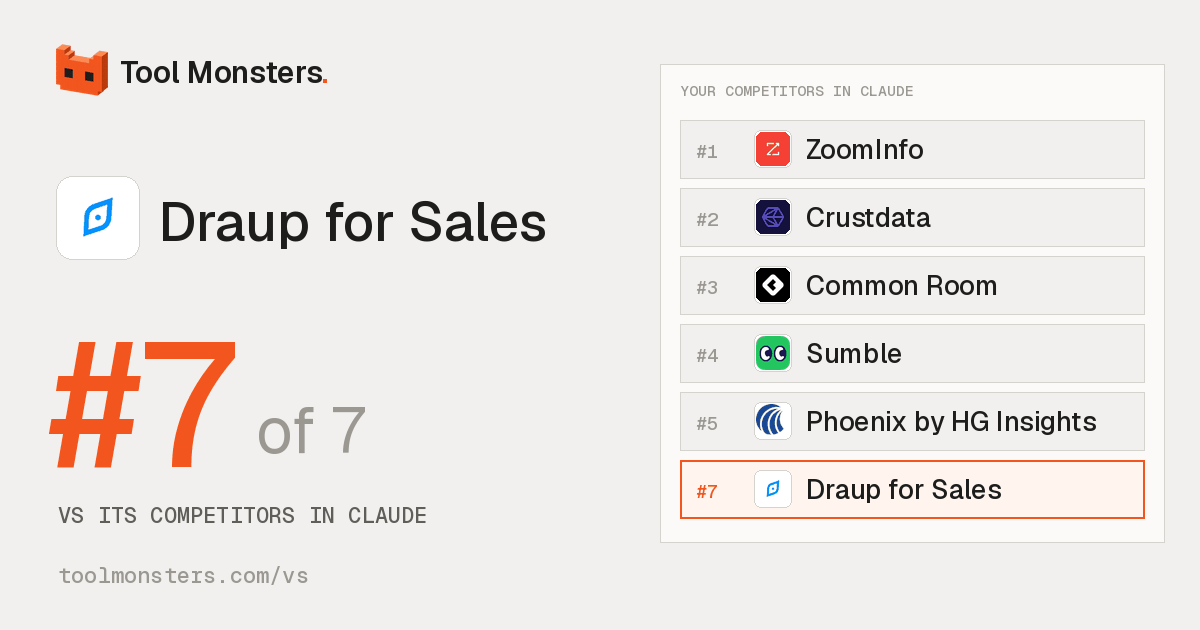 Tool Monsters.
Draup for Sales
#7 of 7
VS ITS COMPETITORS IN CLAUDE
toolmonsters.com/vs
YOUR COMPETITORS IN CLAUDE
#1 ZoomInfo
#2 Crustdata
#3 Common Room
#4 Sumble
#5 Phoenix by HG Insights
#7 Draup for Sales